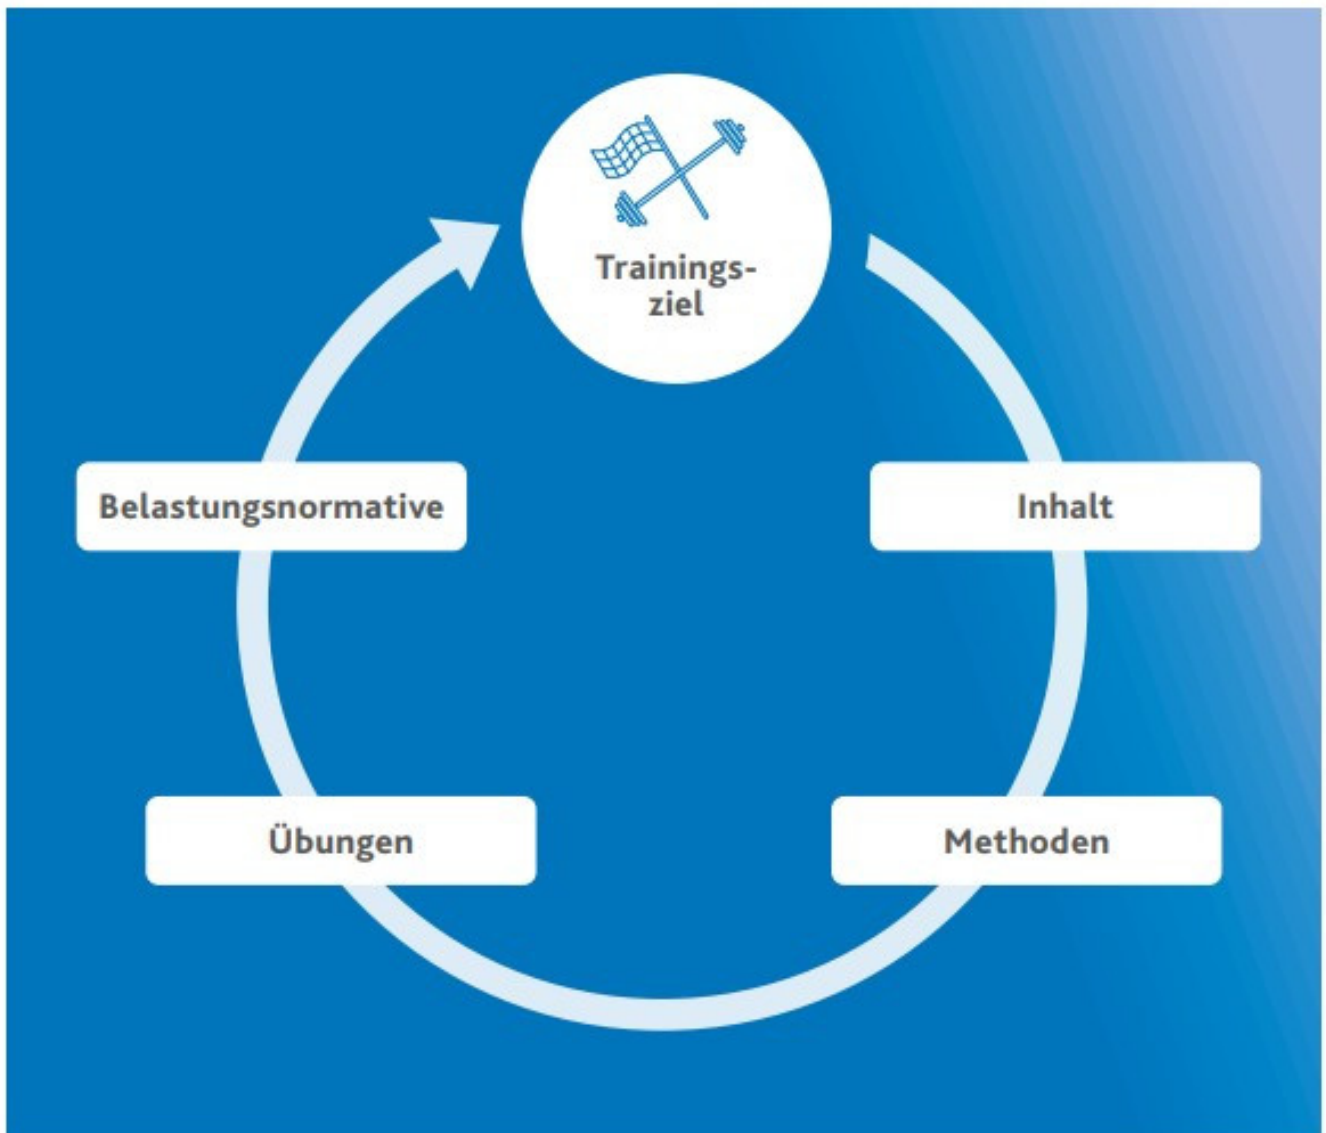 Trainings-
ziel
Inhalt
Methoden
Übungen
Belastungsnormative